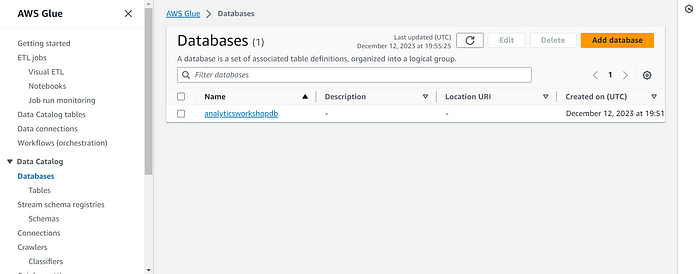 AWS Glue
Getting started
ETL jobs
Visual ETL
Notebooks
Job run monitoring
Data Catalog tables
Data connections
Workflows (orchestration)
Data Catalog
Databases
Tables
Stream schema registries
Schemas
Connections
Crawlers
Classifiers
AWS Glue > Databases
Databases (1)
Last updated (UTC)
December 12, 2023 at 19:55:25
Edit
Delete
Add database
A database is a set of associated table definitions, organized into a logical group.
Filter databases
1
Name Description Location URI Created on (UTC)
analyticsworkshopdb - - December 12, 2023 at 19:51